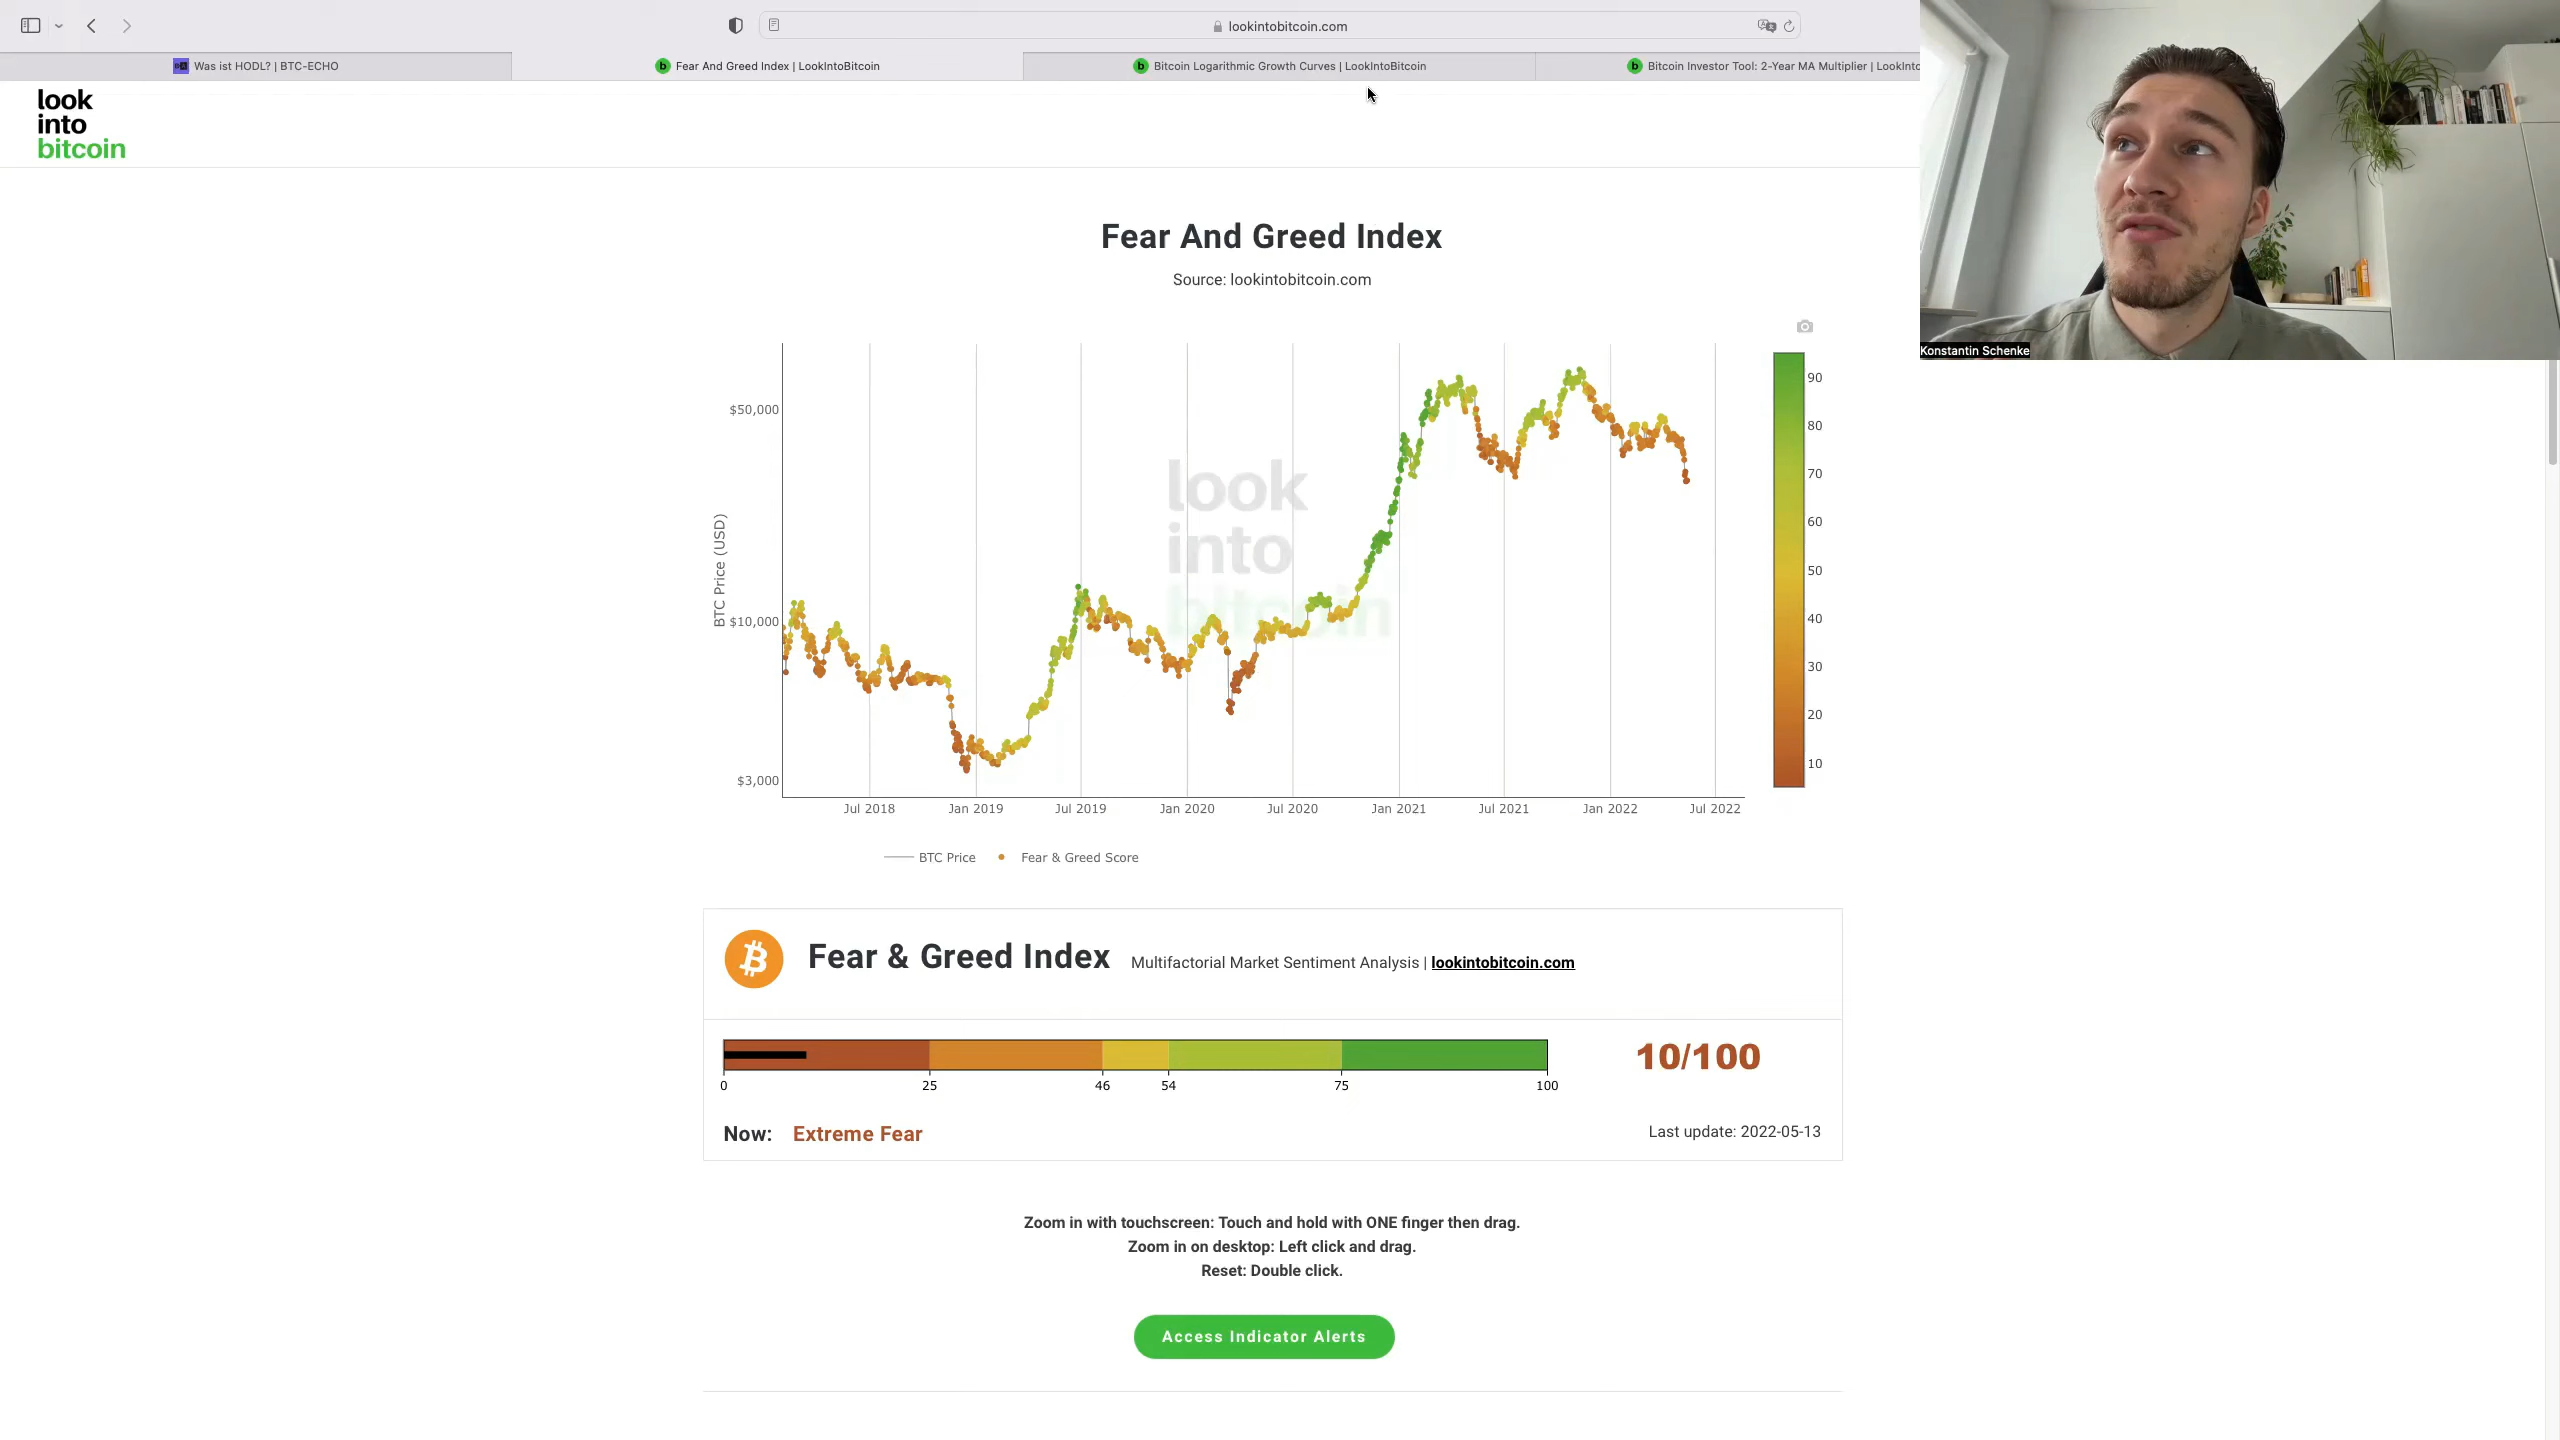 lookintobitcoin.com
Was ist HODL? | BTC-ECHO
Fear And Greed Index | LookIntoBitcoin
Bitcoin Logarithmic Growth Curves | LookIntoBitcoin
Bitcoin Investor Tool: 2-Year MA Multiplier | LookInto
look
into
bitcoin
Konstantin Schenke
Fear And Greed Index
Source: lookintobitcoin.com
look
into
bitcoin
BTC Price (USD)
$50,000
$10,000
$3,000
90
80
70
60
50
40
30
20
10
Jul 2018 Jan 2019 Jul 2019 Jan 2020 Jul 2020 Jan 2021 Jul 2021 Jan 2022 Jul 2022
BTC Price Fear & Greed Score
Fear & Greed Index Multifactorial Market Sentiment Analysis | lookintobitcoin.com
10/100
0 25 46 54 75 100
Now: Extreme Fear
Last update: 2022-05-13
Zoom in with touchscreen: Touch and hold with ONE finger then drag.
Zoom in on desktop: Left click and drag.
Reset: Double click.
Access Indicator Alerts